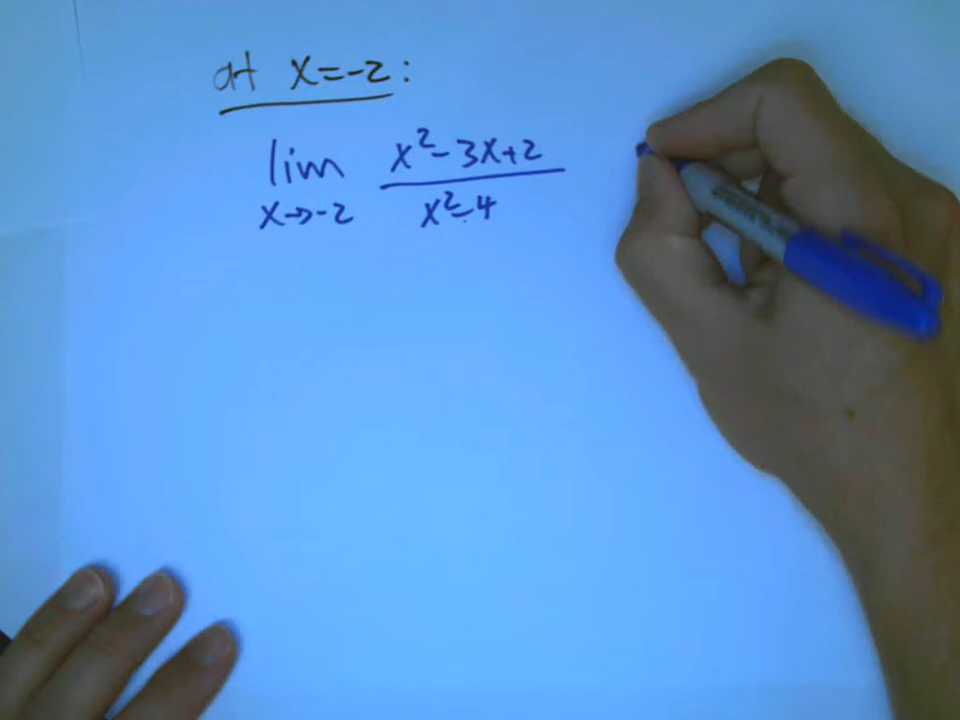 at x=-2:
lim x²-3x+2
x→-2 x²-4